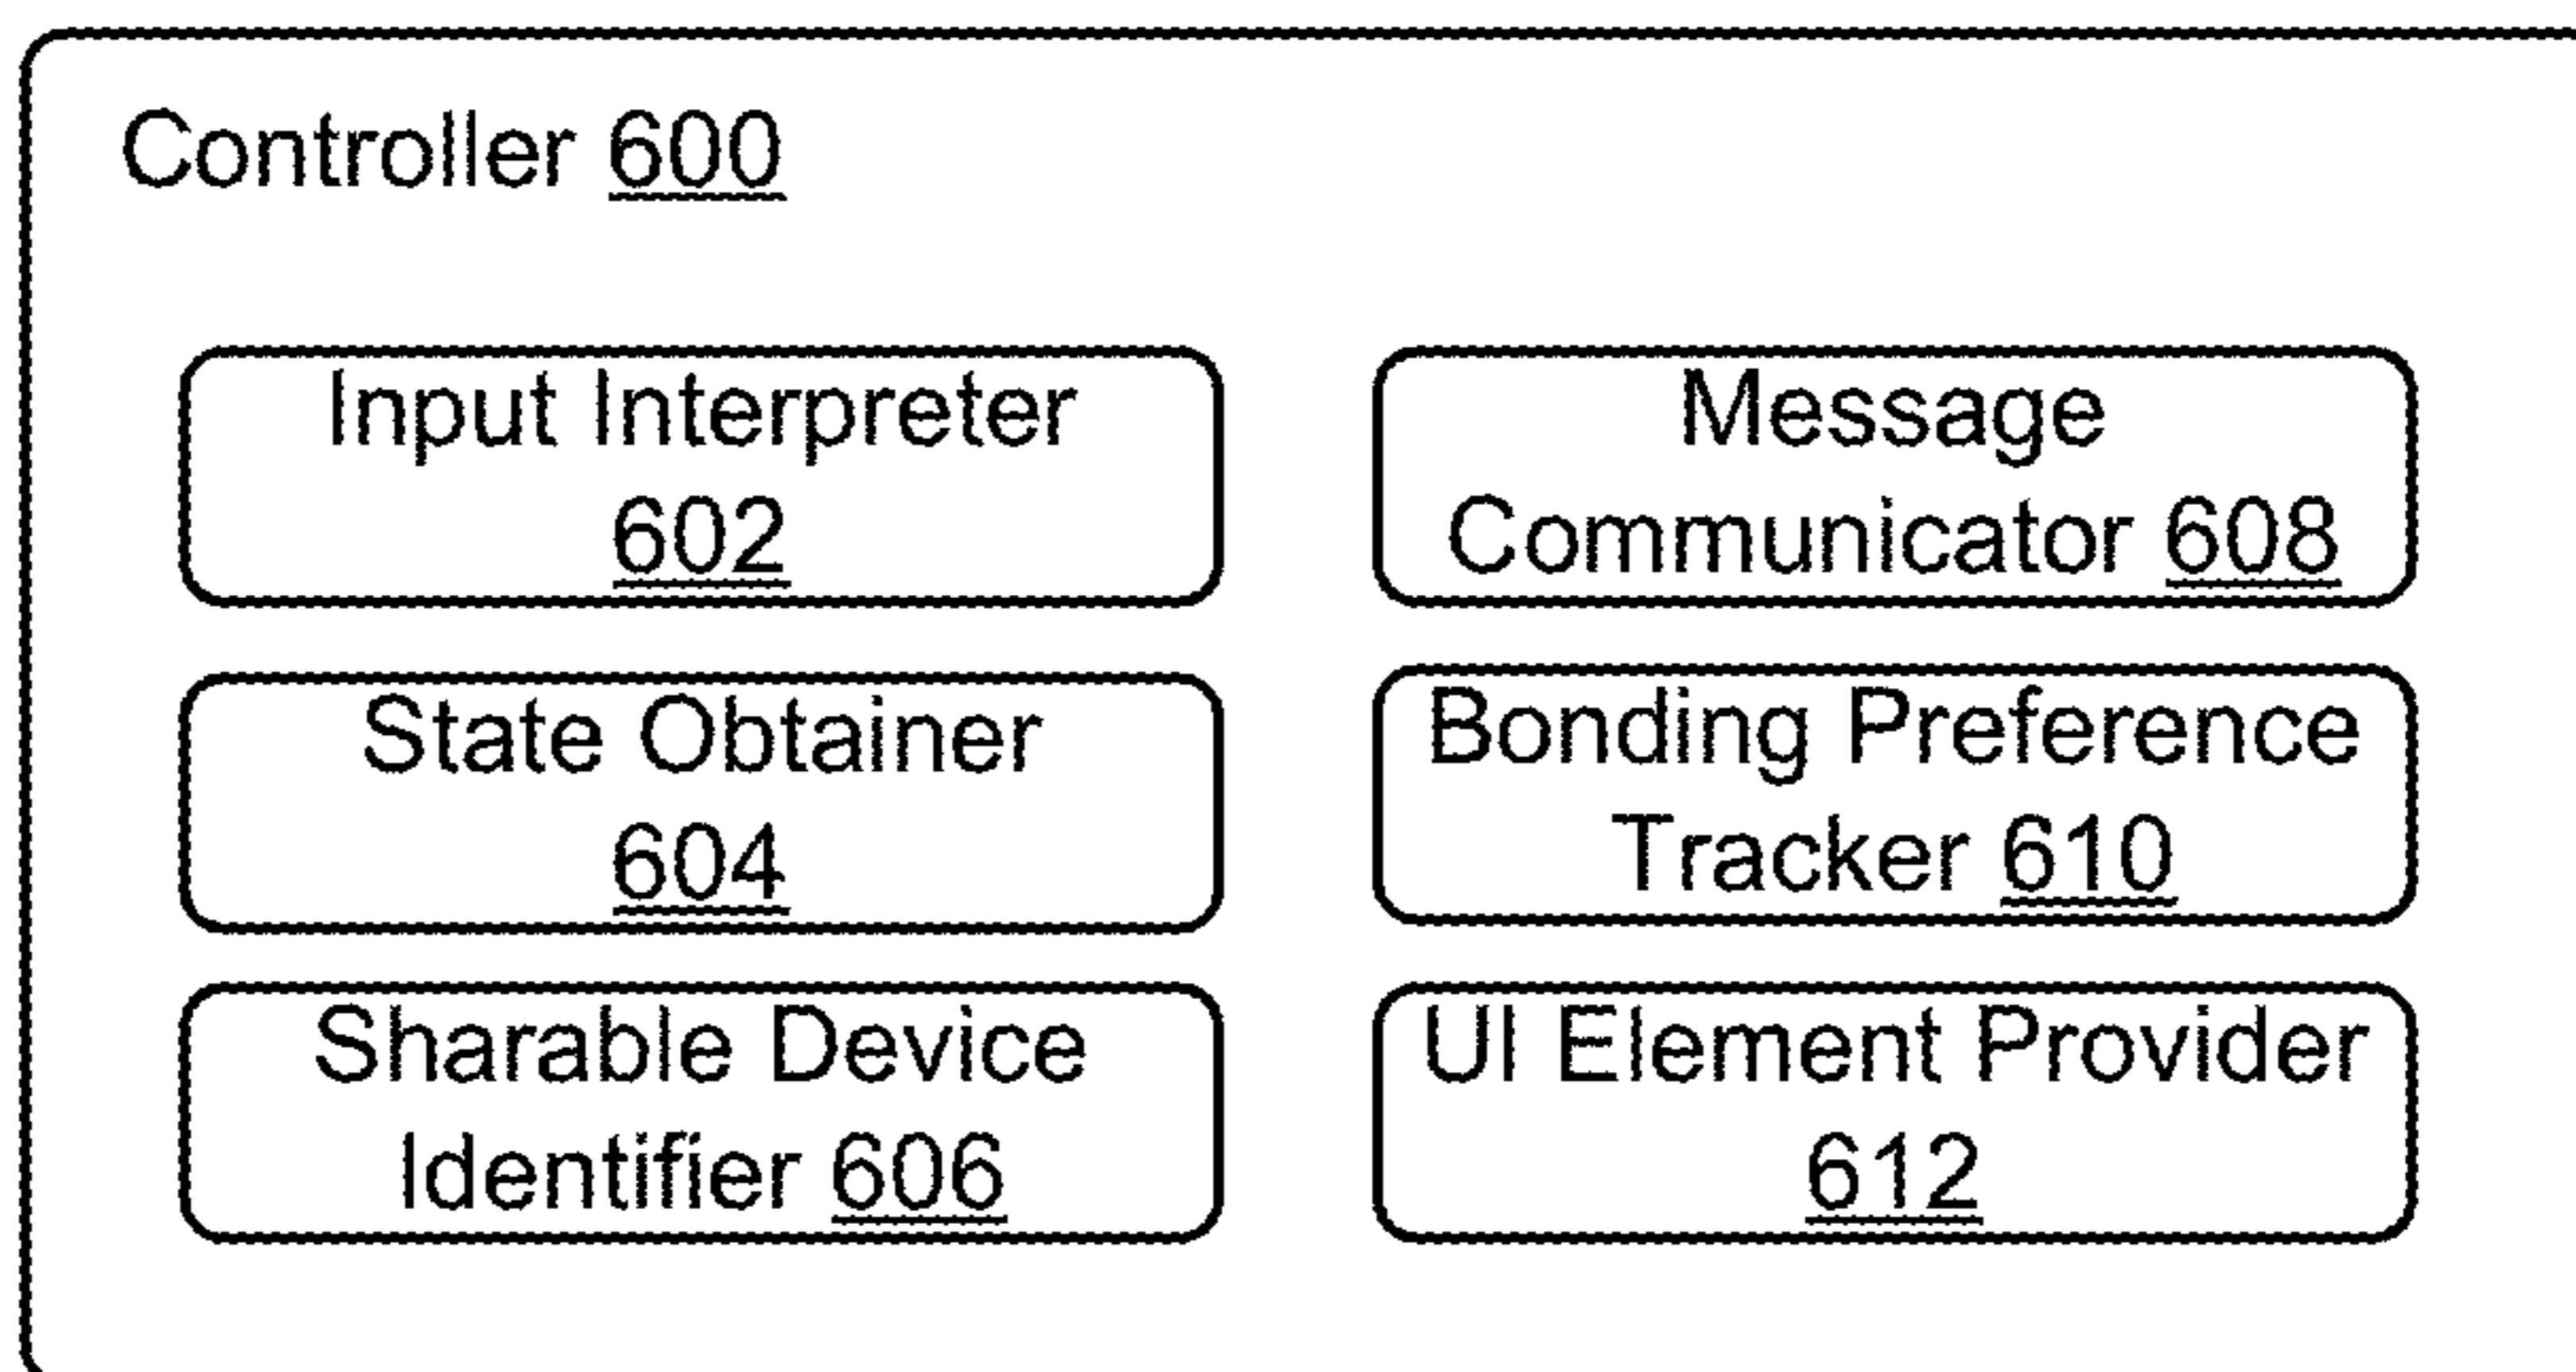 Controller 600
Input Interpreter
602
Message
Communicator 608
State Obtainer
604
Bonding Preference
Tracker 610
Sharable Device
Identifier 606
UI Element Provider
612